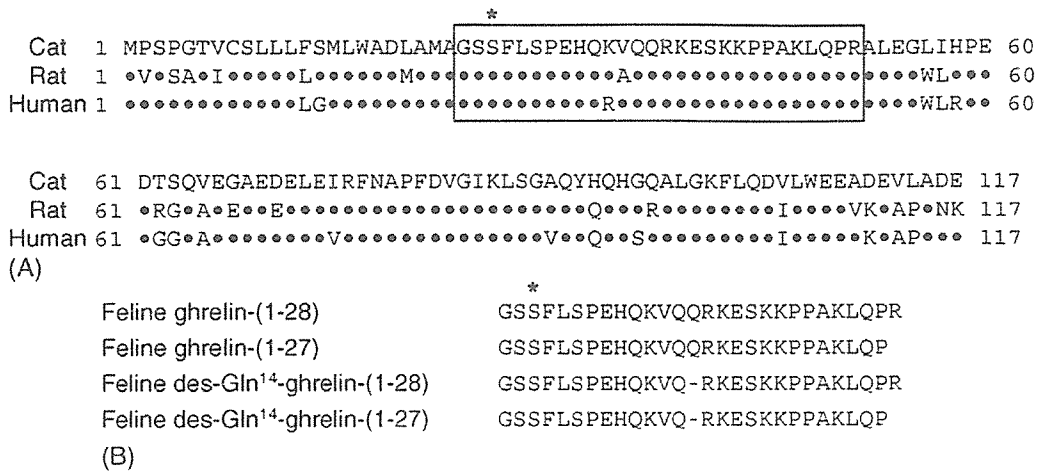 *
Cat 1 MPSPGTVCSLLLFSMLWADLAMAGSSFLSPEHQKVQQRKESKKPPAKLQPRALEGLIHPE 60
Rat 1 •V•SA•I•••••L••••••M••••••••••••••A••••••••••••••••••••WL••• 60
Human 1 ••••••••••••LG•••••••••••••••••••R•••••••••••••••••••••WLR•• 60
Cat 61 DTSQVEGAEDELEIRFNAPFDVGIKLSGAQYHQHGQALGKFLQDVLWEEADEVLADE 117
Rat 61 •RG•A•E••E•••••••••••••••••••••Q•••R••••••••I••••VK•AP•NK 117
Human 61 •GG•A••••••••V••••••••••••••V••Q•••S••••••••I•••••K•AP••• 117
(A)
*
Feline ghrelin-(1-28) GSSFLSPEHQKVQQRKESKKPPAKLQPR
Feline ghrelin-(1-27) GSSFLSPEHQKVQQRKESKKPPAKLQP
Feline des-Gln¹⁴-ghrelin-(1-28) GSSFLSPEHQKVQ-RKESKKPPAKLQPR
Feline des-Gln¹⁴-ghrelin-(1-27) GSSFLSPEHQKVQ-RKESKKPPAKLQP
(B)